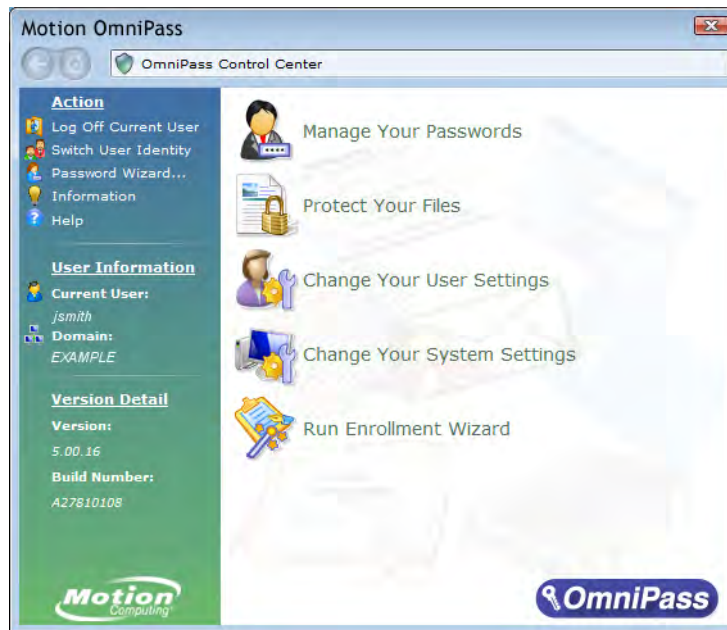 Motion OmniPass
OmniPass Control Center
Action
Log Off Current User
Switch User Identity
Password Wizard...
Information
Help
User Information
Current User:
jsmith
Domain:
EXAMPLE
Version Detail
Version:
5.00.16
Build Number:
A27810108
Motion
Computing
Manage Your Passwords
Protect Your Files
Change Your User Settings
Change Your System Settings
Run Enrollment Wizard
OmniPass